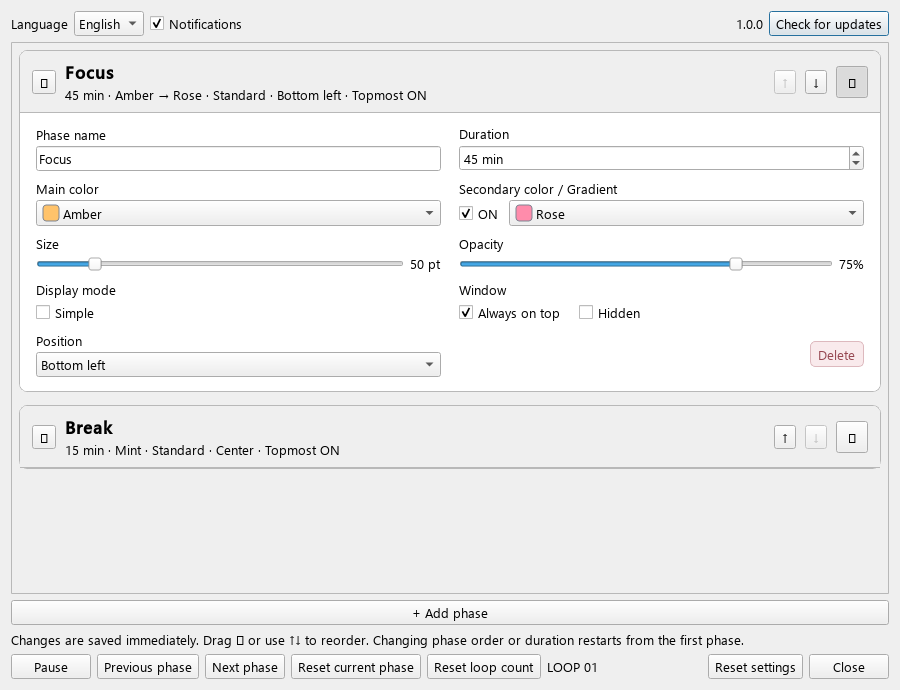 Language English Notifications 1.0.0 Check for updates
Focus
45 min · Amber → Rose · Standard · Bottom left · Topmost ON
↑ ↓
Phase name
Focus
Duration
45 min
Main color
Amber
Secondary color / Gradient
ON Rose
Size
50 pt
Opacity
75%
Display mode
Simple
Window
Always on top Hidden
Position
Bottom left
Delete
Break
15 min · Mint · Standard · Center · Topmost ON
↑ ↓
+ Add phase
Changes are saved immediately. Drag ▯ or use ↑↓ to reorder. Changing phase order or duration restarts from the first phase.
Pause Previous phase Next phase Reset current phase Reset loop count LOOP 01 Reset settings Close